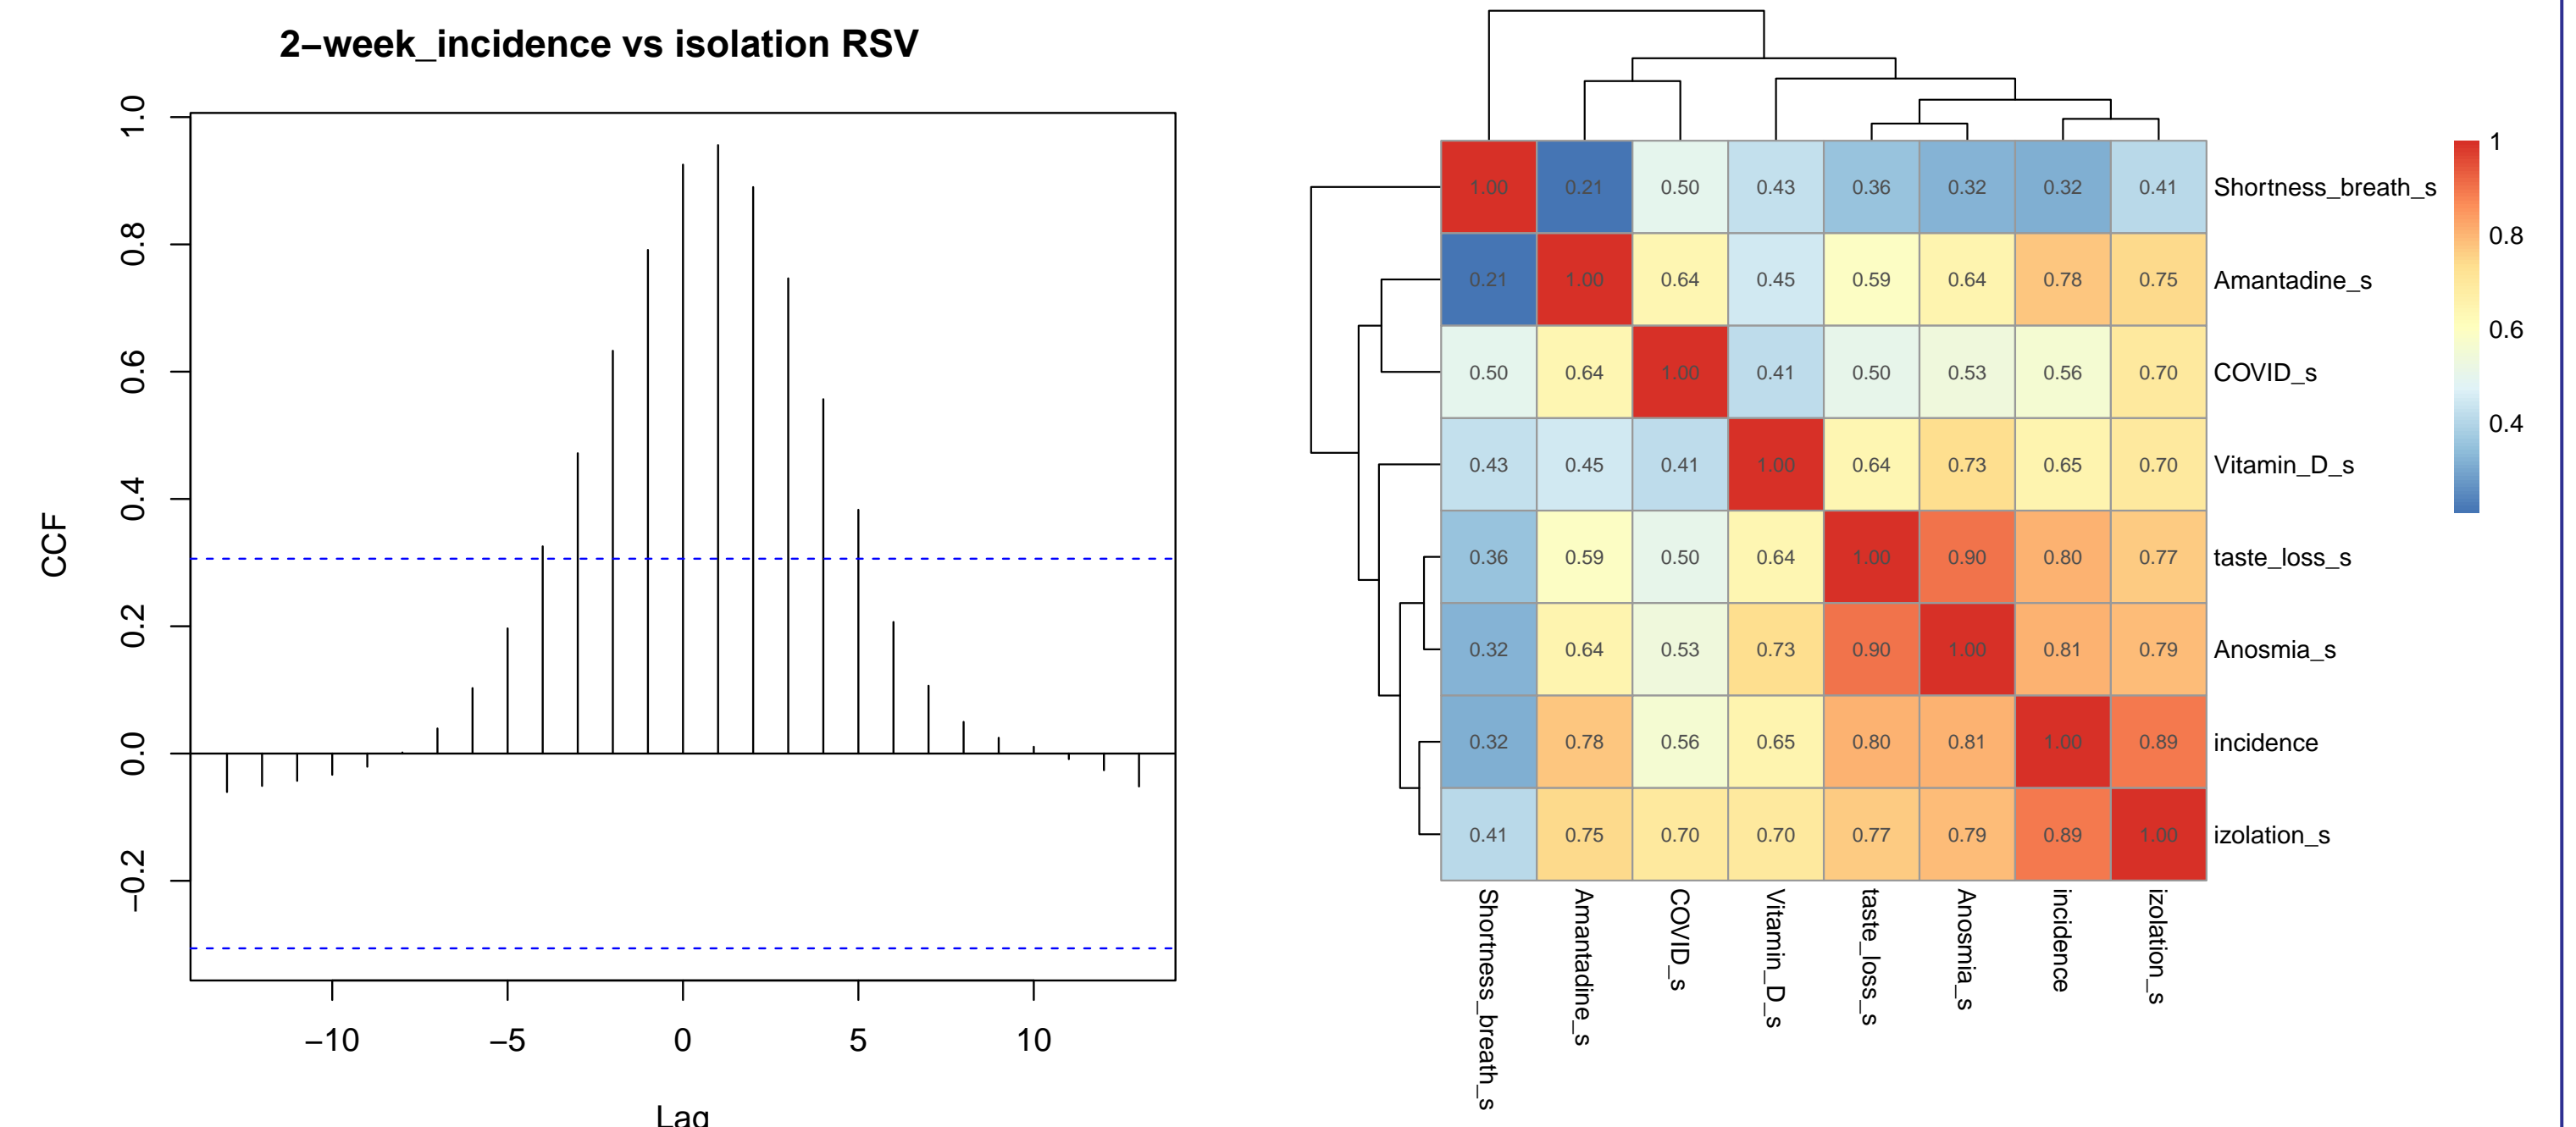 2−week_incidence vs isolation RSV
CCF
1.0
0.8
0.6
0.4
0.2
0.0
−0.2
−10 −5 0 5 10
Lag
1.00 0.21 0.50 0.43 0.36 0.32 0.32 0.41 Shortness_breath_s
0.21 1.00 0.64 0.45 0.59 0.64 0.78 0.75 Amantadine_s
0.50 0.64 1.00 0.41 0.50 0.53 0.56 0.70 COVID_s
0.43 0.45 0.41 1.00 0.64 0.73 0.65 0.70 Vitamin_D_s
0.36 0.59 0.50 0.64 1.00 0.90 0.80 0.77 taste_loss_s
0.32 0.64 0.53 0.73 0.90 1.00 0.81 0.79 Anosmia_s
0.32 0.78 0.56 0.65 0.80 0.81 1.00 0.89 incidence
0.41 0.75 0.70 0.70 0.77 0.79 0.89 1.00 izolation_s
Shortness_breath_s
Amantadine_s
COVID_s
Vitamin_D_s
taste_loss_s
Anosmia_s
incidence
izolation_s
1
0.8
0.6
0.4